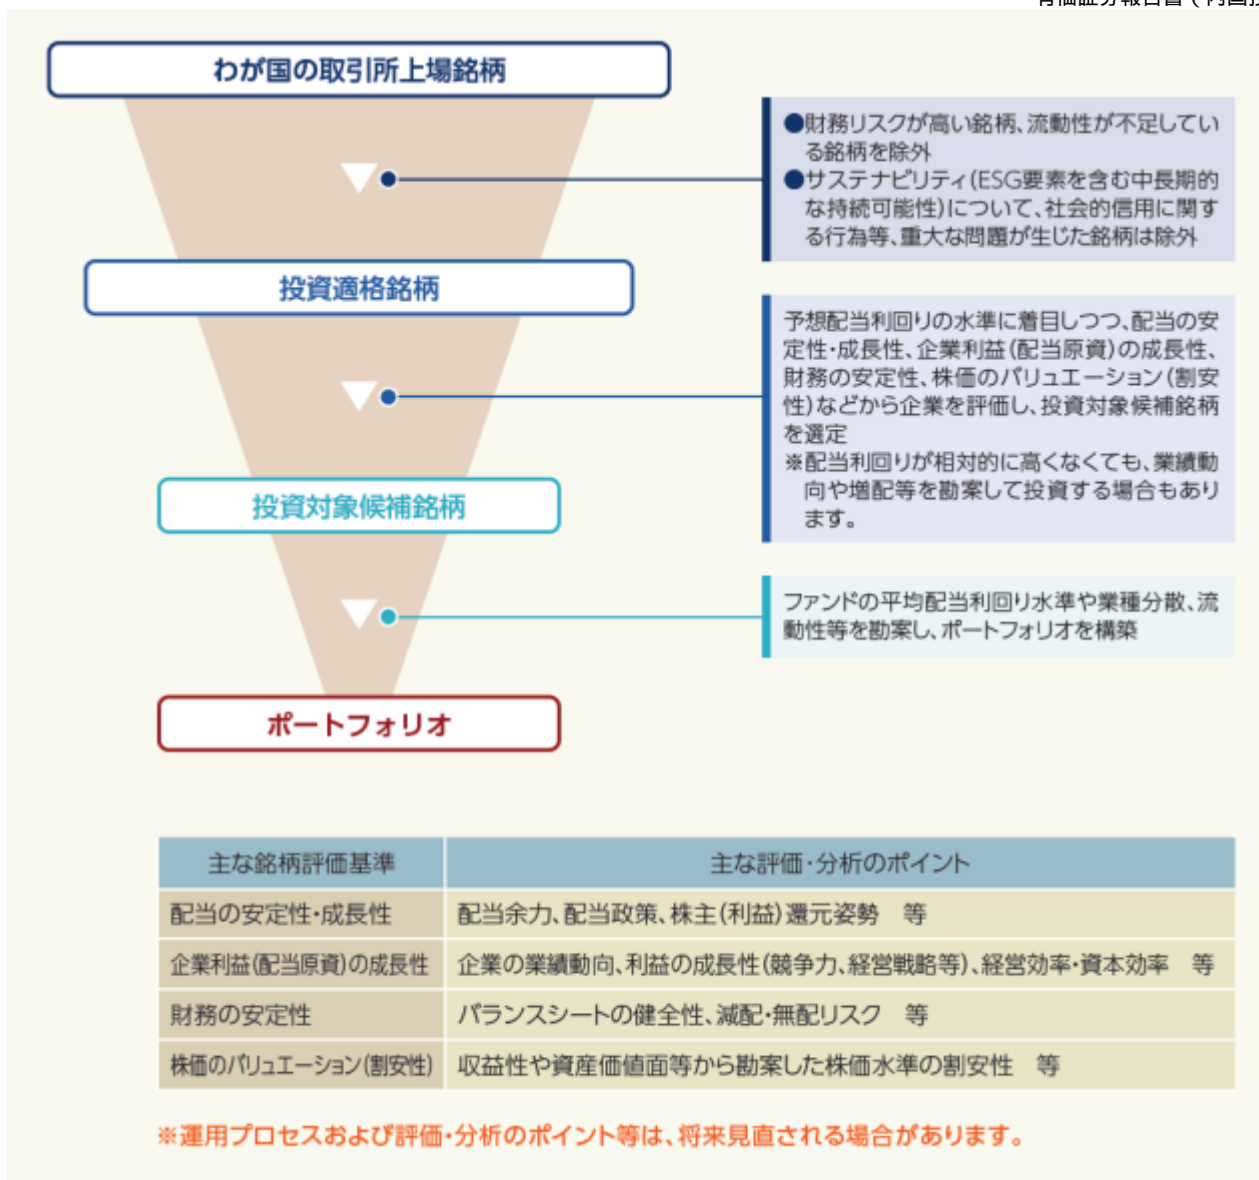 有価証券報告書(内国投
わが国の取引所上場銘柄
●財務リスクが高い銘柄、流動性が不足してい
る銘柄を除外
●サステナビリティ(ESG要素を含む中長期的
な持続可能性)について、社会的信用に関す
る行為等、重大な問題が生じた銘柄は除外
投資適格銘柄
予想配当利回りの水準に着目しつつ、配当の安
定性・成長性、企業利益(配当原資)の成長性、
財務の安定性、株価のバリュエーション(割安
性)などから企業を評価し、投資対象候補銘柄
を選定
※配当利回りが相対的に高くなくても、業績動
向や増配等を勘案して投資する場合もあり
ます。
投資対象候補銘柄
ファンドの平均配当利回り水準や業種分散、流
動性等を勘案し、ポートフォリオを構築
ポートフォリオ
主な銘柄評価基準 主な評価・分析のポイント
配当の安定性・成長性 配当余力、配当政策、株主(利益)還元姿勢 等
企業利益(配当原資)の成長性 企業の業績動向、利益の成長性(競争力、経営戦略等)、経営効率・資本効率 等
財務の安定性 バランスシートの健全性、減配・無配リスク 等
株価のバリュエーション(割安性) 収益性や資産価値面等から勘案した株価水準の割安性 等
※運用プロセスおよび評価・分析のポイント等は、将来見直される場合があります。